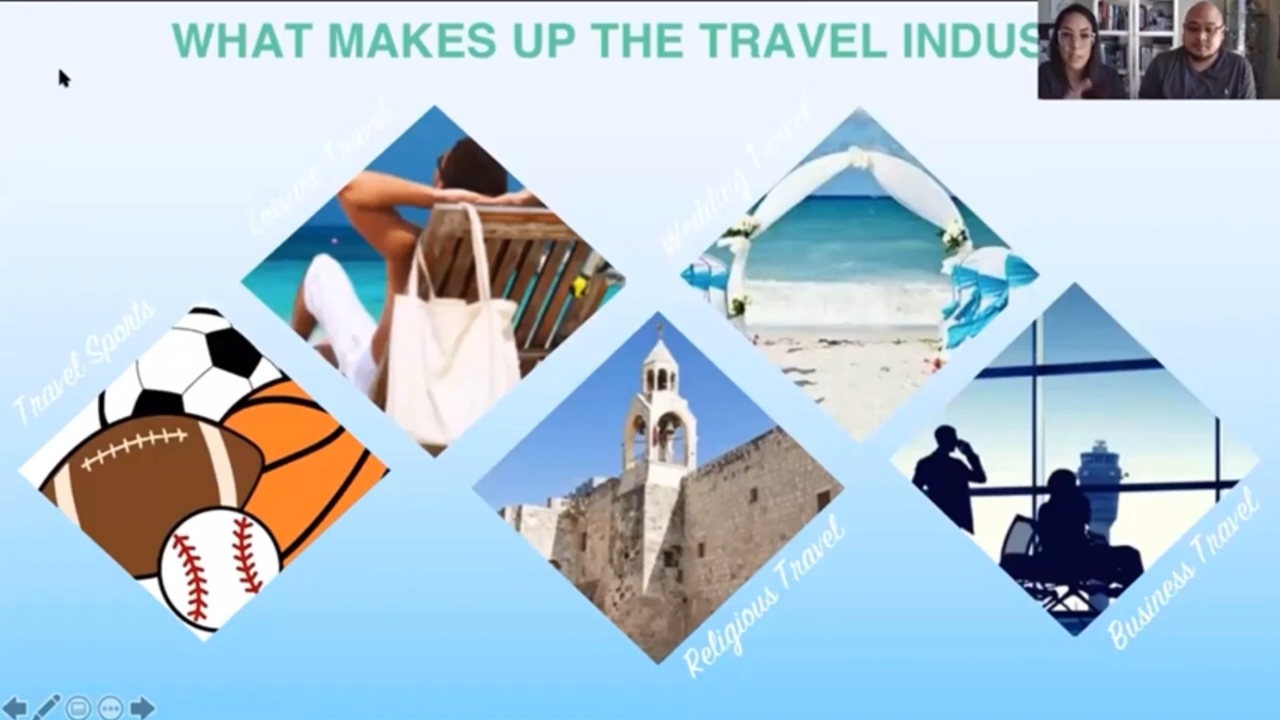 WHAT MAKES UP THE TRAVEL INDUS
Leisure Travel
Wedding Travel
Travel Sports
Religious Travel
Business Travel